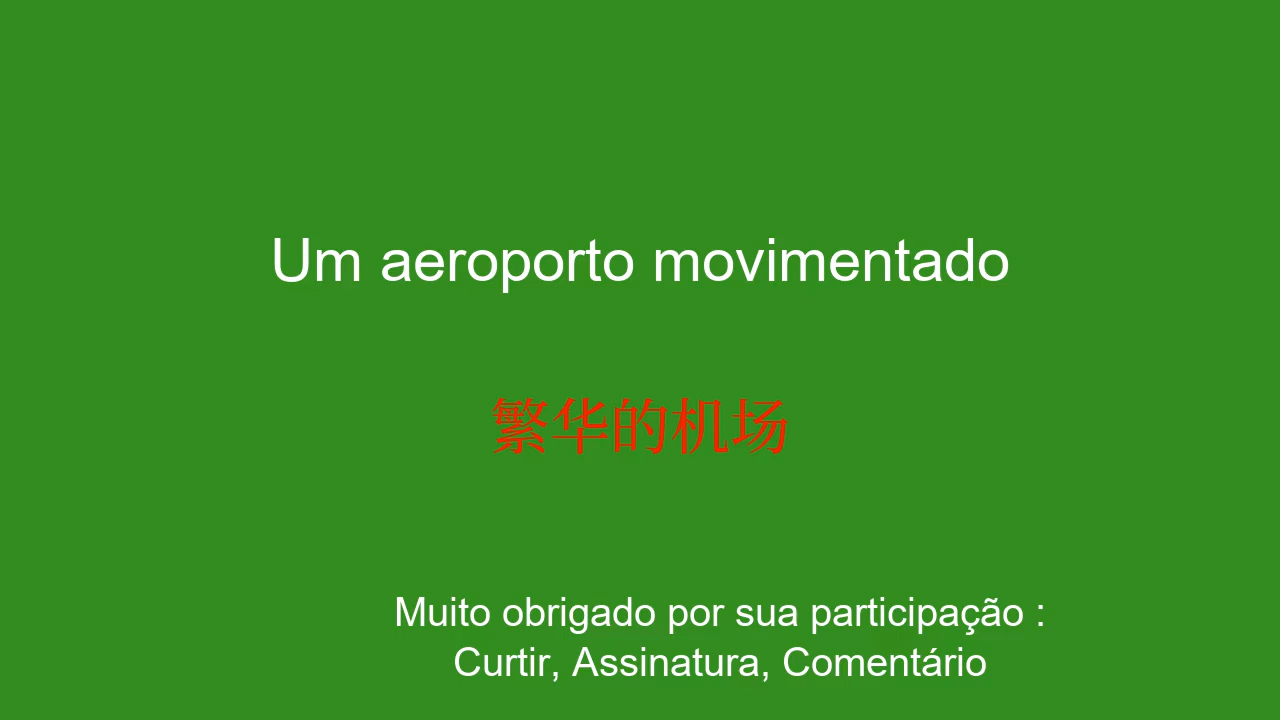 Um aeroporto movimentado
繁华的机场
Muito obrigado por sua participação :
Curtir, Assinatura, Comentário